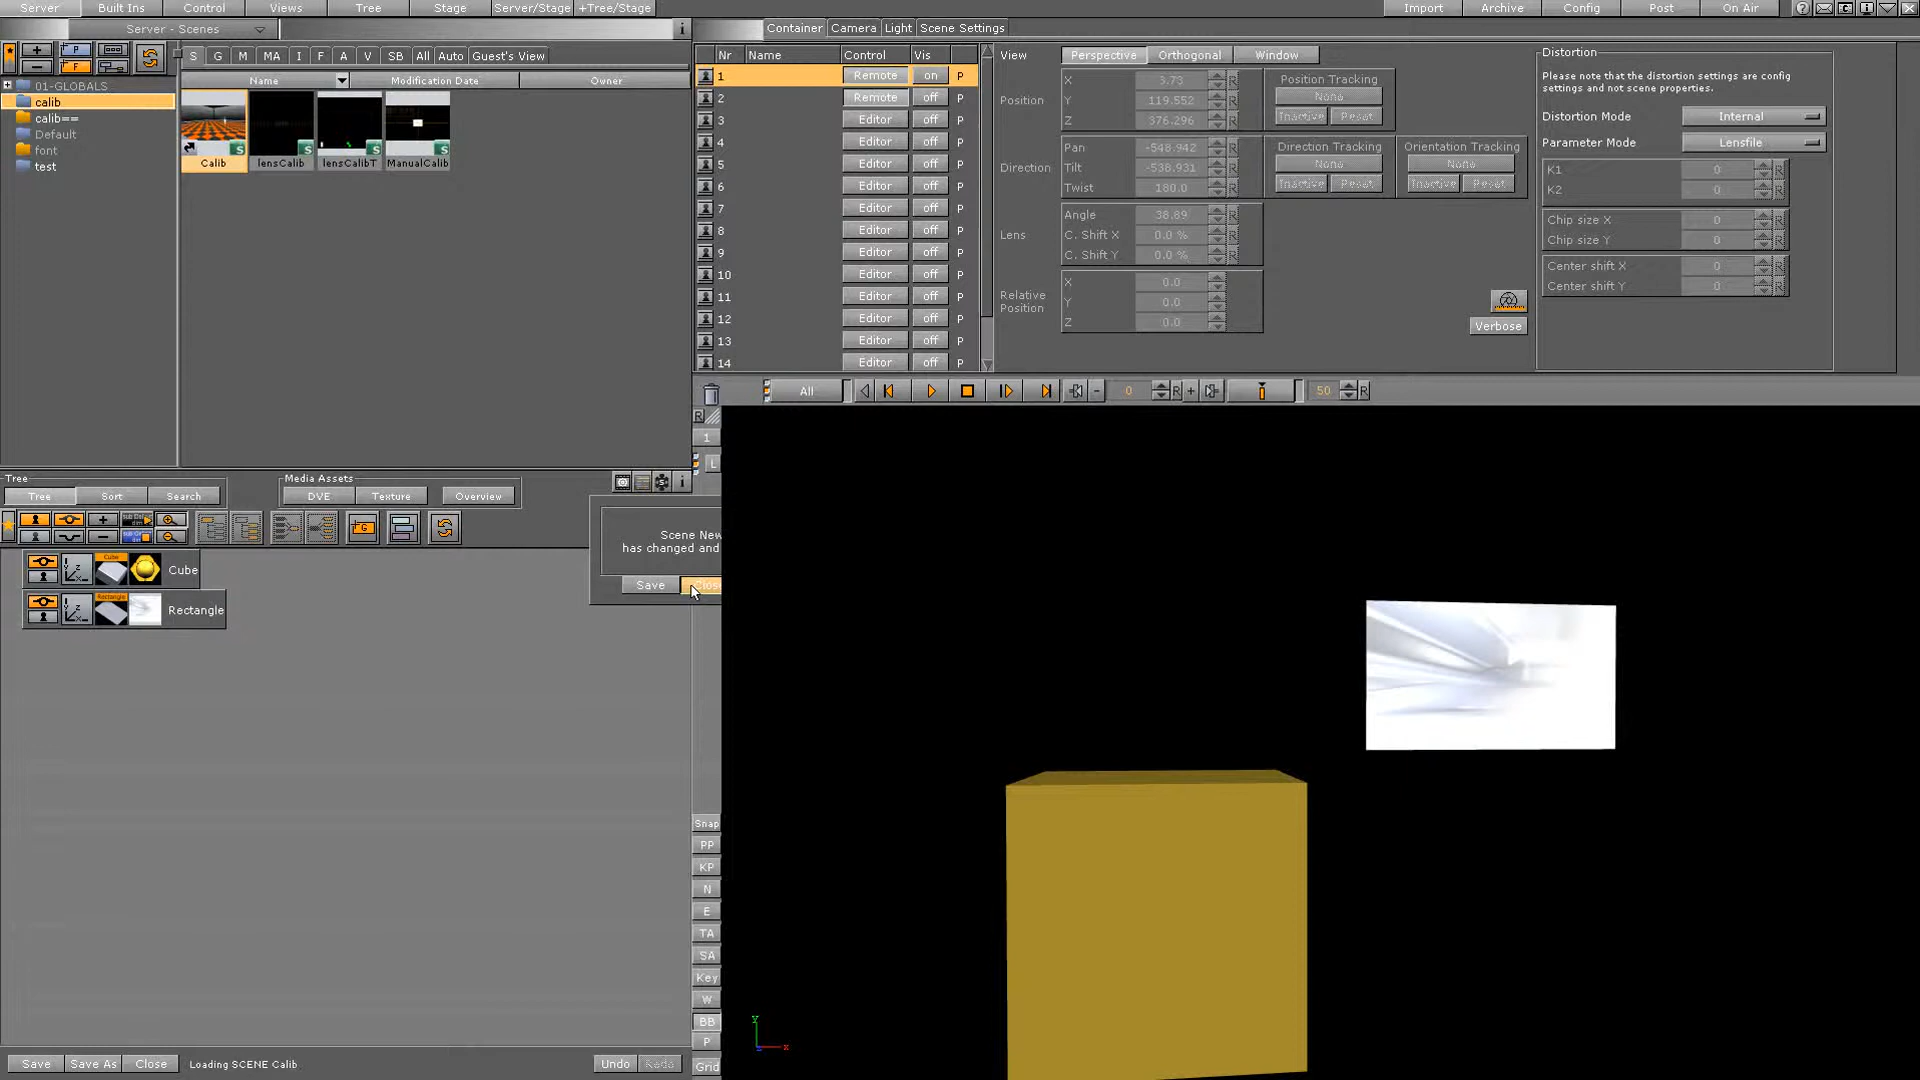 Server Built Ins Control Views Tree Stage Server/Stage +Tree/Stage Import Archive Config Post On Air
Server - Scenes
S G M MA I F A V SB All Auto Guest's View
Name Modification Date Owner
01-GLOBALS
calib
calib==
Default
font
test
Calib lensCalib lensCalibT ManualCalib
Container Camera Light Scene Settings
Nr Name Control Vis
1 Remote on P
2 Remote off P
3 Editor off P
4 Editor off P
5 Editor off P
6 Editor off P
7 Editor off P
8 Editor off P
9 Editor off P
10 Editor off P
11 Editor off P
12 Editor off P
13 Editor off P
14 Editor off P
View Perspective Orthogonal Window
Position
X 3.73 R
Y 119.552 R
Z 376.296 R
Position Tracking
None
Inactive Reset
Direction
Pan -548.942 R
Tilt -538.931 R
Twist 180.0 R
Direction Tracking
None
Inactive Reset
Orientation Tracking
None
Inactive Reset
Lens
Angle 38.89 R
C. Shift X 0.0 % R
C. Shift Y 0.0 % R
Relative
Position
X 0.0
Y 0.0
Z 0.0
Verbose
Distortion
Please note that the distortion settings are config
settings and not scene properties.
Distortion Mode Internal
Parameter Mode Lensfile
K1 0 R
K2 0 R
Chip size X 0 R
Chip size Y 0 R
Center shift X 0 R
Center shift Y 0 R
All - 0 R + 50 R
R
1
L
Tree
Tree Sort Search
Media Assets
DVE Texture Overview
Cube Cube
Rectangle Rectangle
Scene New
has changed and
Save
Snap
PP
KP
N
E
TA
SA
Key
W
BB
P
Grid
Y
X
Save Save As Close Loading SCENE Calib Undo Redo